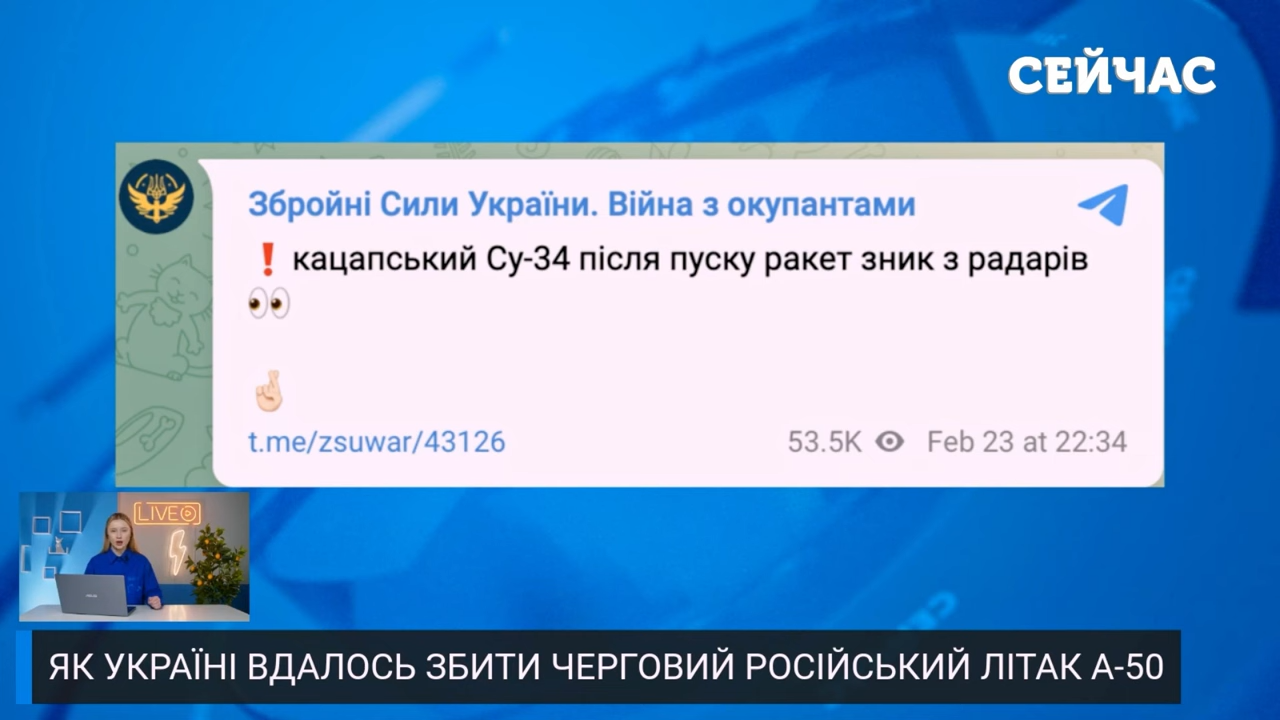 СЕЙЧАС
Збройні Сили України. Війна з окупантами
❗ кацапський Су-34 після пуску ракет зник з радарів
👀
🤞🏻
t.me/zsuwar/43126
53.5K Feb 23 at 22:34
LIVE
ЯК УКРАЇНІ ВДАЛОСЬ ЗБИТИ ЧЕРГОВИЙ РОСІЙСЬКИЙ ЛІТАК А-50